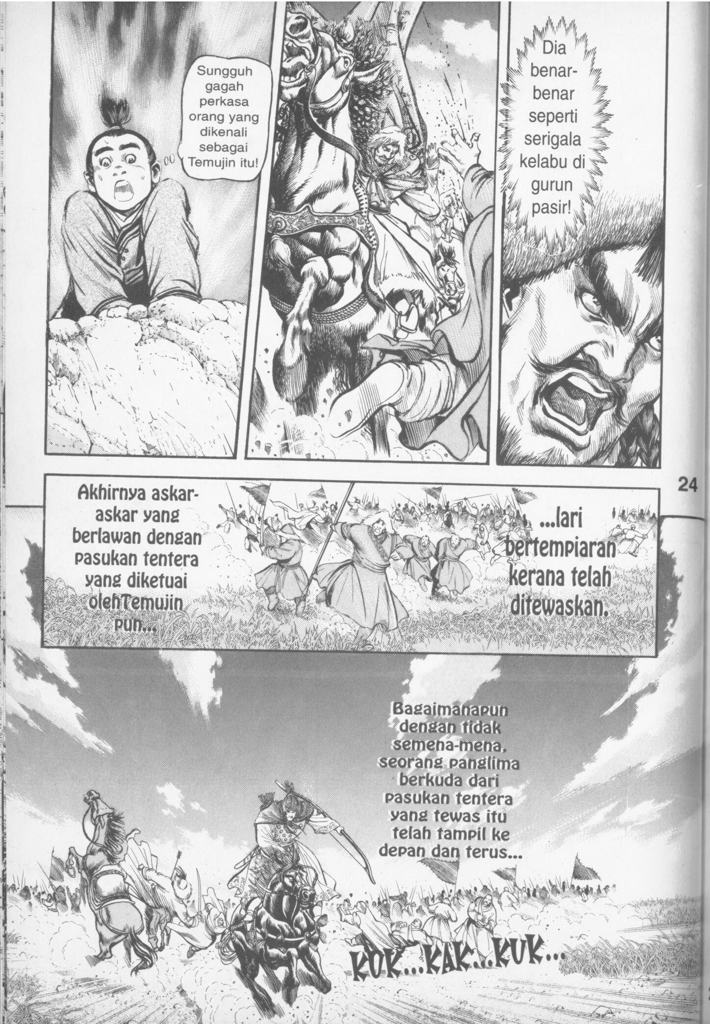 Sungguh
gagah
perkasa
orang yang
dikenali
sebagai
Temujin itu!
Dia
benar-
benar
seperti
serigala
kelabu di
gurun
pasir!
24
Akhirnya askar-
askar yang
berlawan dengan
pasukan tentera
yang diketuai
olehTemujin
pun...
...lari
bertempiaran
kerana telah
ditewaskan.
Bagaimanapun
dengan tidak
semena-mena,
seorang panglima
berkuda dari
pasukan tentera
yang tewas itu
telah tampil ke
depan dan terus...
KUK...KAK...KUK...